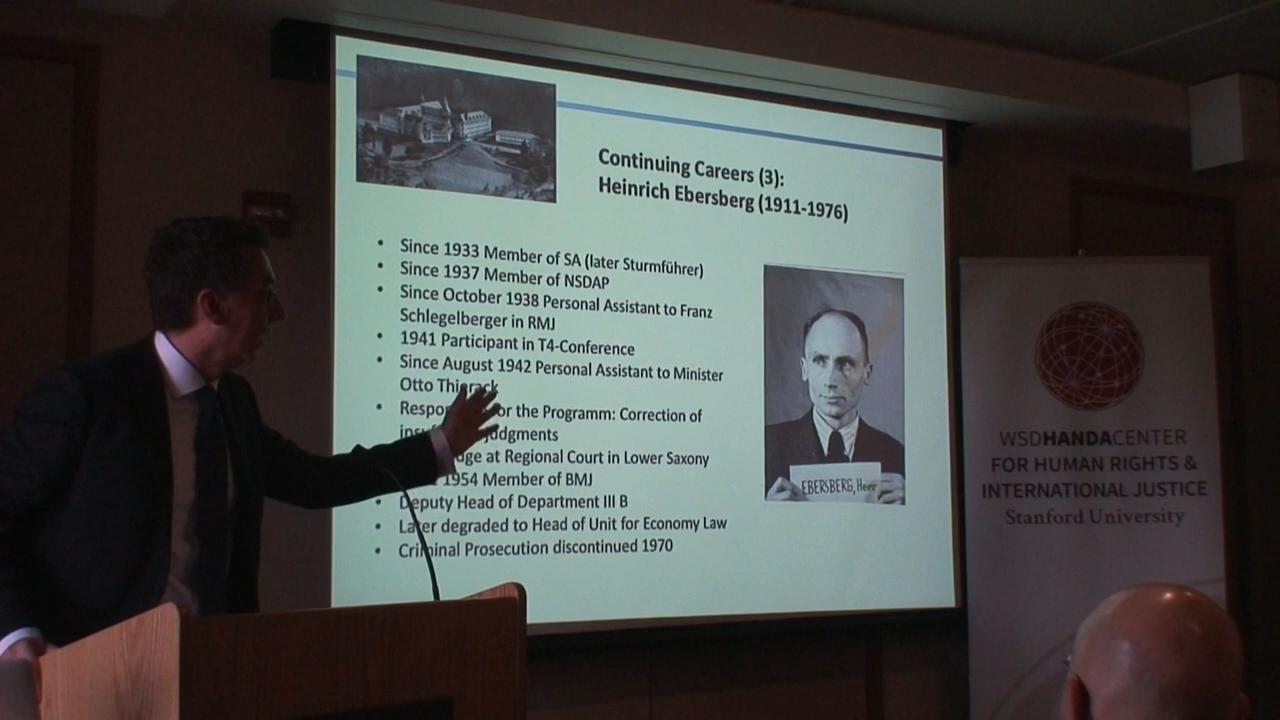 Continuing Careers (3):
Heinrich Ebersberg (1911-1976)
• Since 1933 Member of SA (later Sturmführer)
• Since 1937 Member of NSDAP
• Since October 1938 Personal Assistant to Franz
Schlegelberger in RMJ
• 1941 Participant in T4-Conference
• Since August 1942 Personal Assistant to Minister
Otto Thierack
• or the Programm: Correction of
judgments
at Regional Court in Lower Saxony
1954 Member of BMJ
• Deputy Head of Department III B
• Later degraded to Head of Unit for Economy Law
• Criminal Prosecution discontinued 1970
EBERSBERG, Heinr
WSDHANDACENTER
FOR HUMAN RIGHTS &
INTERNATIONAL JUSTICE
Stanford University